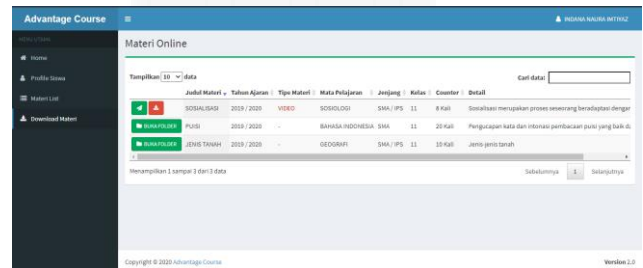 Advantage Course
INDANA NAURA IMTIYAZ
MENU UTAMA
Home
Profile Siswa
Materi List
Download Materi
Materi Online
Tampilkan 10 data
Cari data:
Judul Materi Tahun Ajaran Tipe Materi Mata Pelajaran Jenjang Kelas Counter Detail
SOSIALISASI 2019 / 2020 VIDEO SOSIOLOGI SMA / IPS 11 8 Kali Sosialisasi merupakan proses seseorang beradaptasi dengar
BUKA FOLDER PUISI 2019 / 2020 - BAHASA INDONESIA SMA 11 20 Kali Pengucapan kata dan intonasi pembacaan puisi yang baik d
BUKA FOLDER JENIS TANAH 2019 / 2020 - GEOGRAFI SMA / IPS 11 10 Kali Jenis-jenis tanah
Menampilkan 1 sampai 3 dari 3 data
Sebelumnya 1 Selanjutnya
Copyright © 2020 Advantage Course
Version 2.0